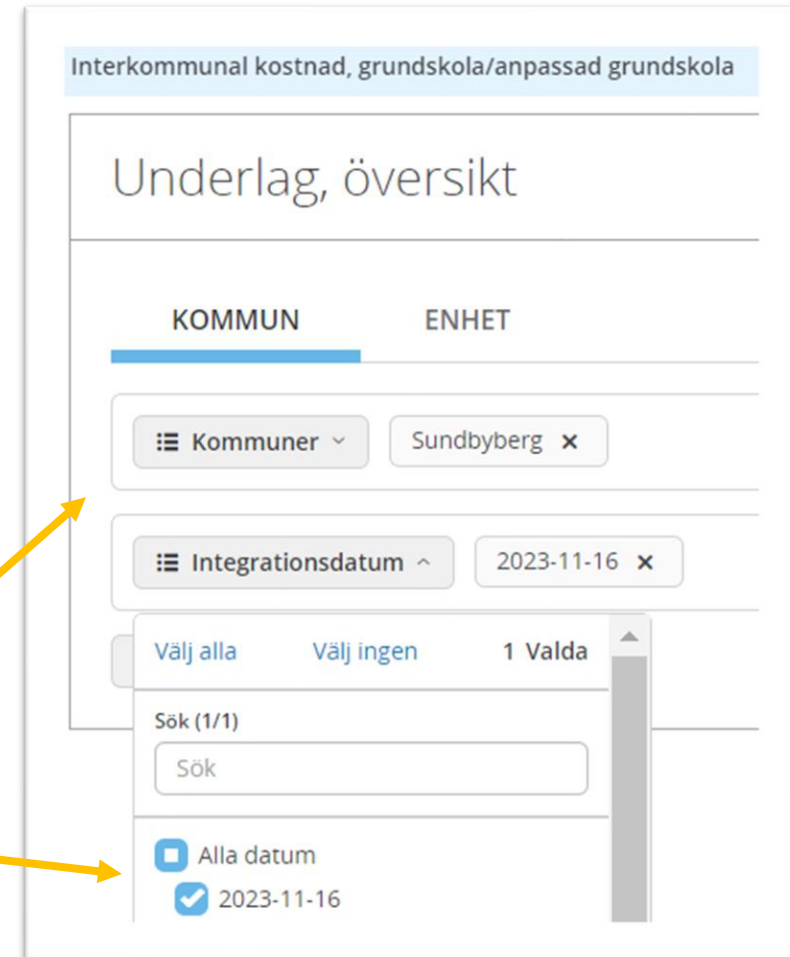 Interkommunal kostnad, grundskola/anpassad grundskola
Underlag, översikt
KOMMUN ENHET
Kommuner Sundbyberg ×
Integrationsdatum 2023-11-16 ×
Välj alla Välj ingen 1 Valda
Sök (1/1)
Sök
Alla datum
2023-11-16